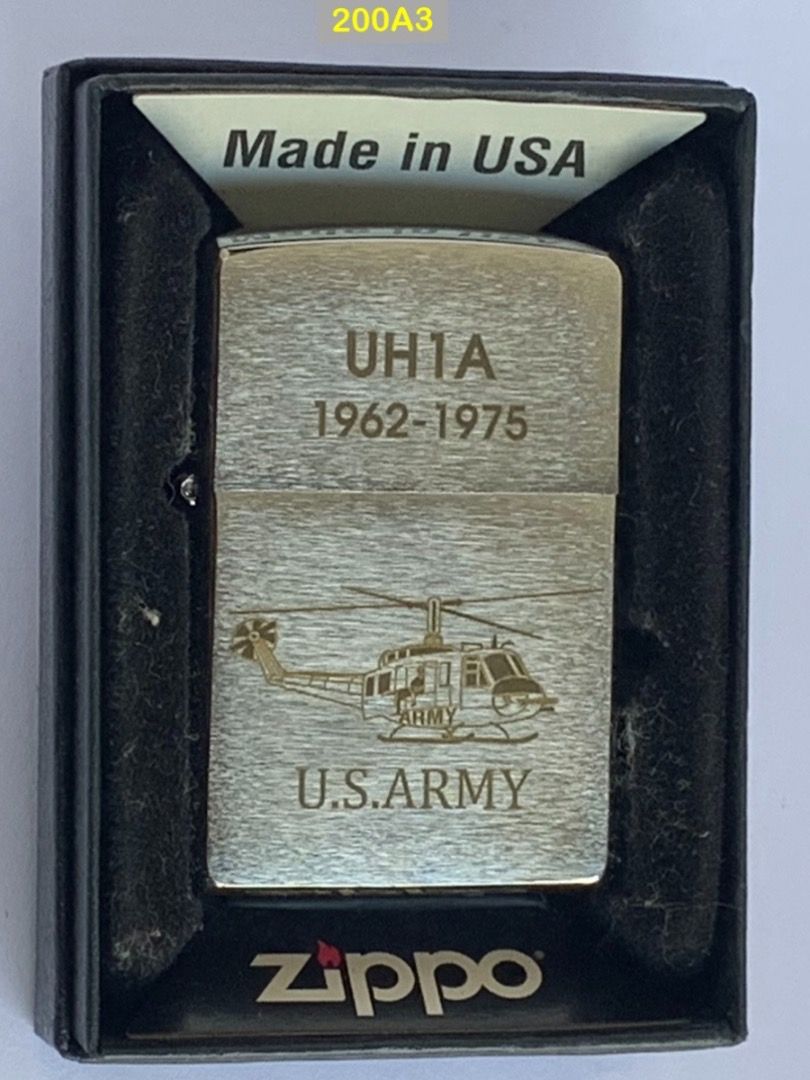 200A3
Made in USA
UH1A
1962-1975
ARMY
U.S.ARMY
zippo